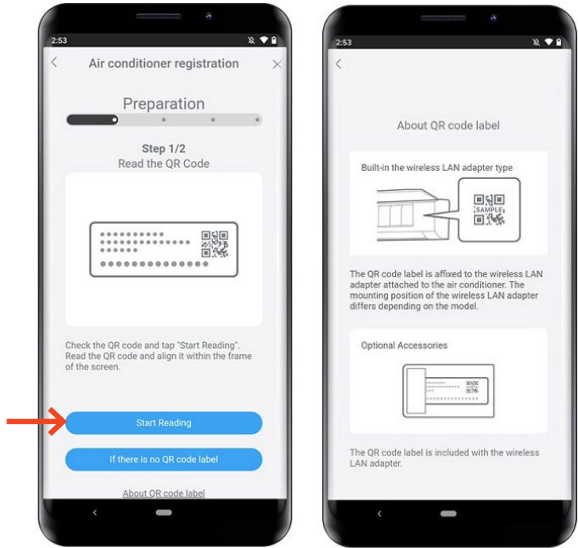 2:53
Air conditioner registration
Preparation
Step 1/2
Read the QR Code
Check the QR code and tap "Start Reading".
Read the QR code and align it within the frame
of the screen.
Start Reading
If there is no QR code label
About QR code label
2:53
About QR code label
Built-in the wireless LAN adapter type
SAMPLE
The QR code label is affixed to the wireless LAN
adapter attached to the air conditioner. The
mounting position of the wireless LAN adapter
differs depending on the model.
Optional Accessories
The QR code label is included with the wireless
LAN adapter.